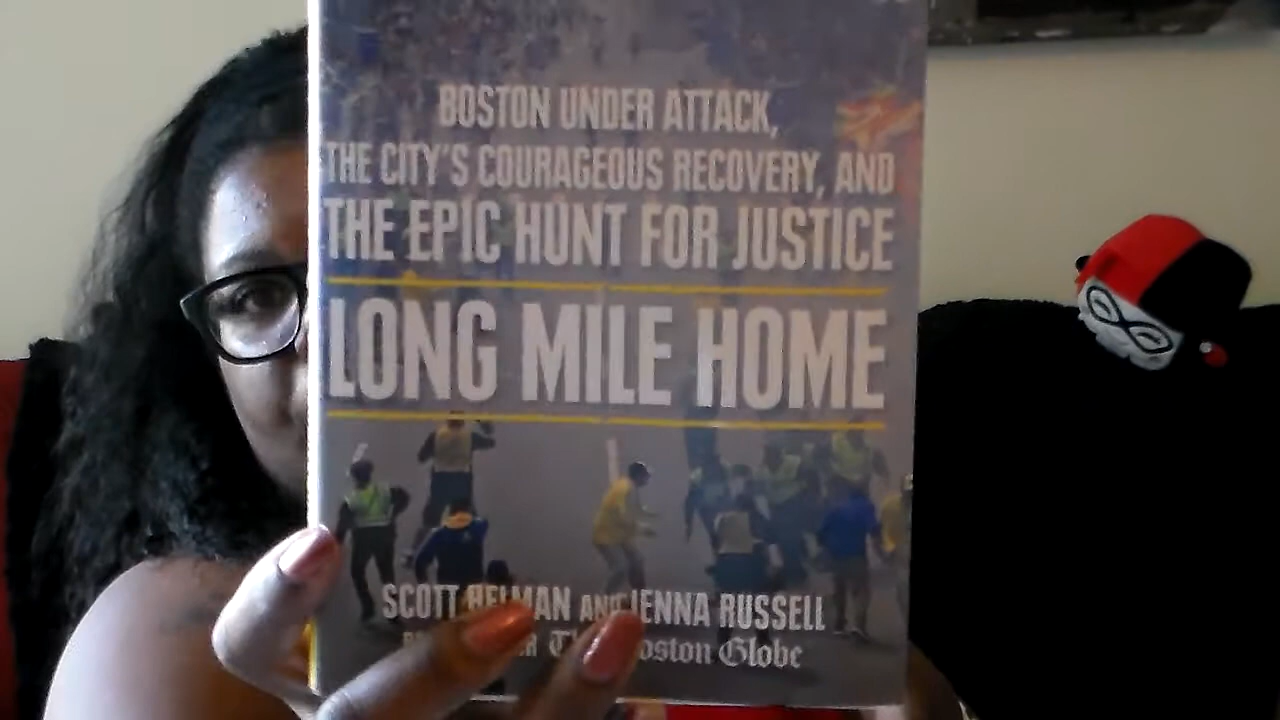 BOSTON UNDER ATTACK,
THE CITY'S COURAGEOUS RECOVERY, AND
THE EPIC HUNT FOR JUSTICE
LONG MILE HOME
SCOTT HELMAN AND JENNA RUSSELL
Boston Globe